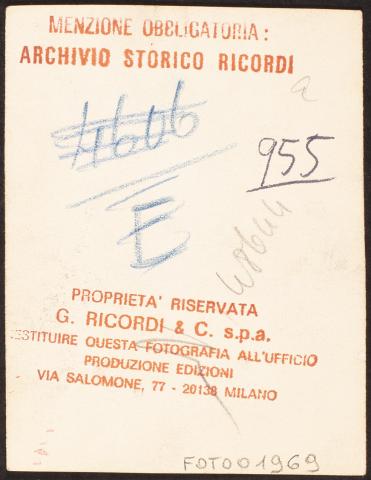 MENZIONE OBBLIGATORIA:
ARCHIVIO STORICO RICORDI
a
955
E
PROPRIETA' RISERVATA
G. RICORDI & C. s.p.a.
ESTITUIRE QUESTA FOTOGRAFIA ALL'UFFICIO
PRODUZIONE EDIZIONI
VIA SALOMONE, 77 - 20138 MILANO
FOTO01969